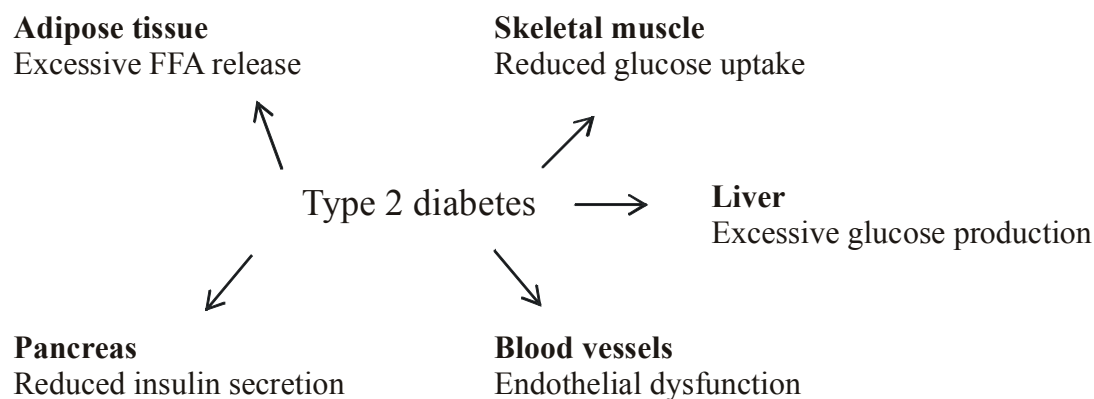 Adipose tissue
Excessive FFA release
Skeletal muscle
Reduced glucose uptake
Type 2 diabetes
Liver
Excessive glucose production
Pancreas
Reduced insulin secretion
Blood vessels
Endothelial dysfunction